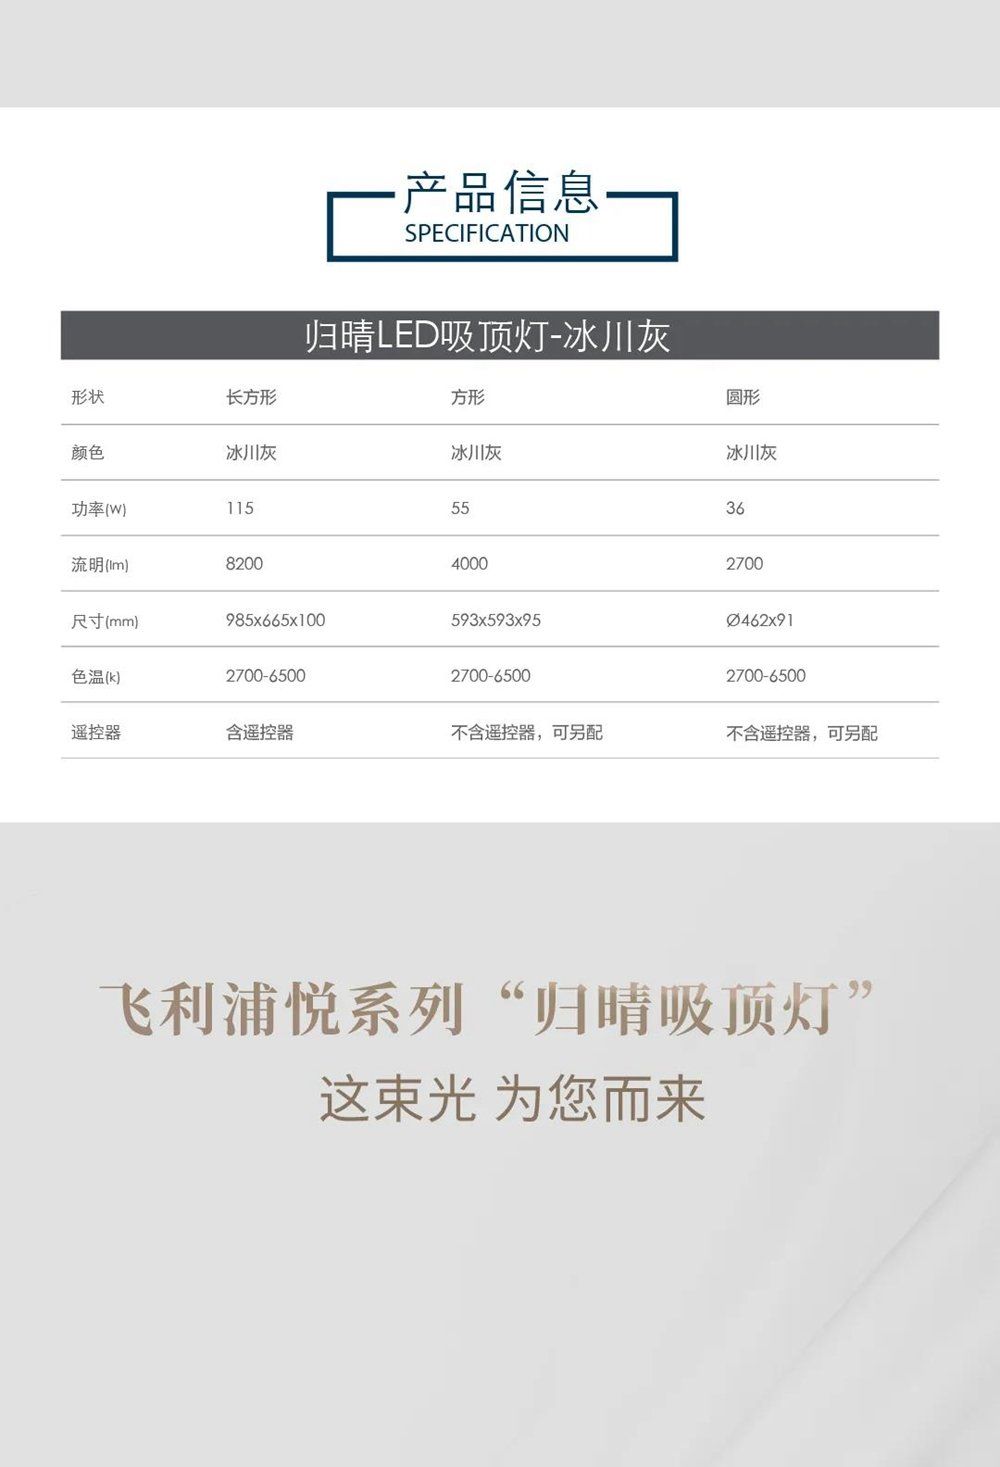 产品信息
SPECIFICATION
归晴LED吸顶灯-冰川灰
形状 长方形 方形 圆形
颜色 冰川灰 冰川灰 冰川灰
功率(W) 115 55 36
流明(lm) 8200 4000 2700
尺寸(mm) 985x665x100 593x593x95 Ø462x91
色温(k) 2700-6500 2700-6500 2700-6500
遥控器 含遥控器 不含遥控器，可另配 不含遥控器，可另配
飞利浦悦系列“归晴吸顶灯”
这束光 为您而来